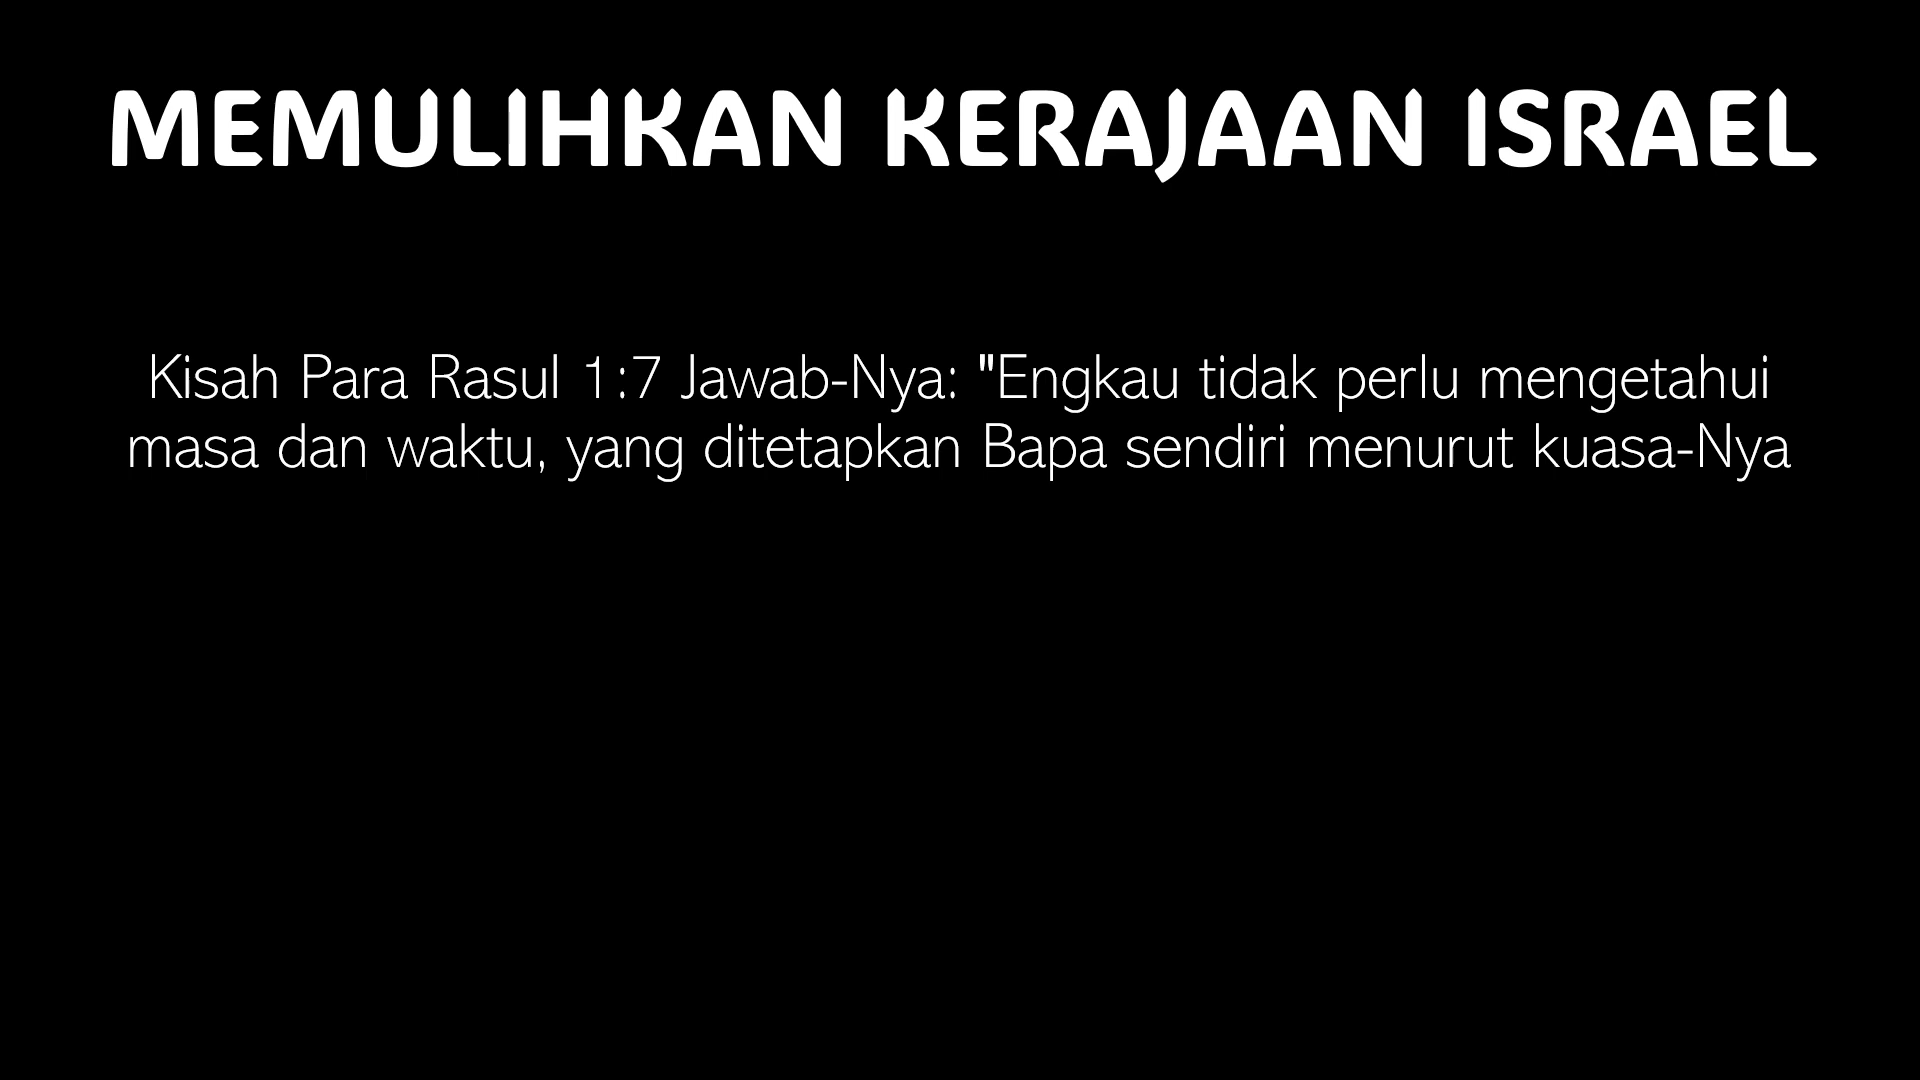 MEMULIHKAN KERAJAAN ISRAEL
Kisah Para Rasul 1:7 Jawab-Nya: "Engkau tidak perlu mengetahui
masa dan waktu, yang ditetapkan Bapa sendiri menurut kuasa-Nya